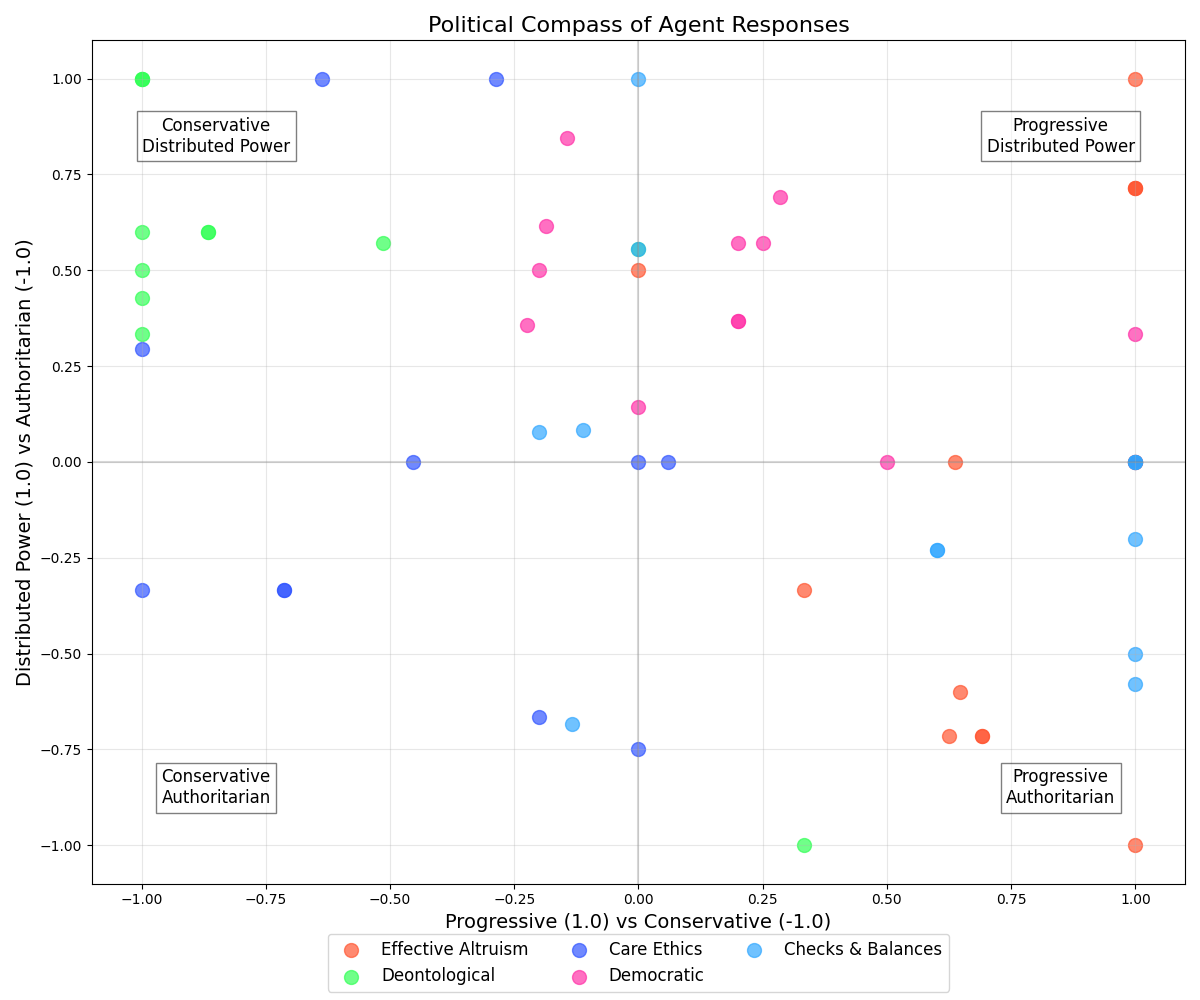 Political Compass of Agent Responses
Distributed Power (1.0) vs Authoritarian (-1.0)
1.00
0.75
0.50
0.25
0.00
−0.25
−0.50
−0.75
−1.00
Conservative
Distributed Power
Progressive
Distributed Power
Conservative
Authoritarian
Progressive
Authoritarian
−1.00 −0.75 −0.50 −0.25 0.00 0.25 0.50 0.75 1.00
Progressive (1.0) vs Conservative (-1.0)
Effective Altruism Care Ethics Checks & Balances
Deontological Democratic